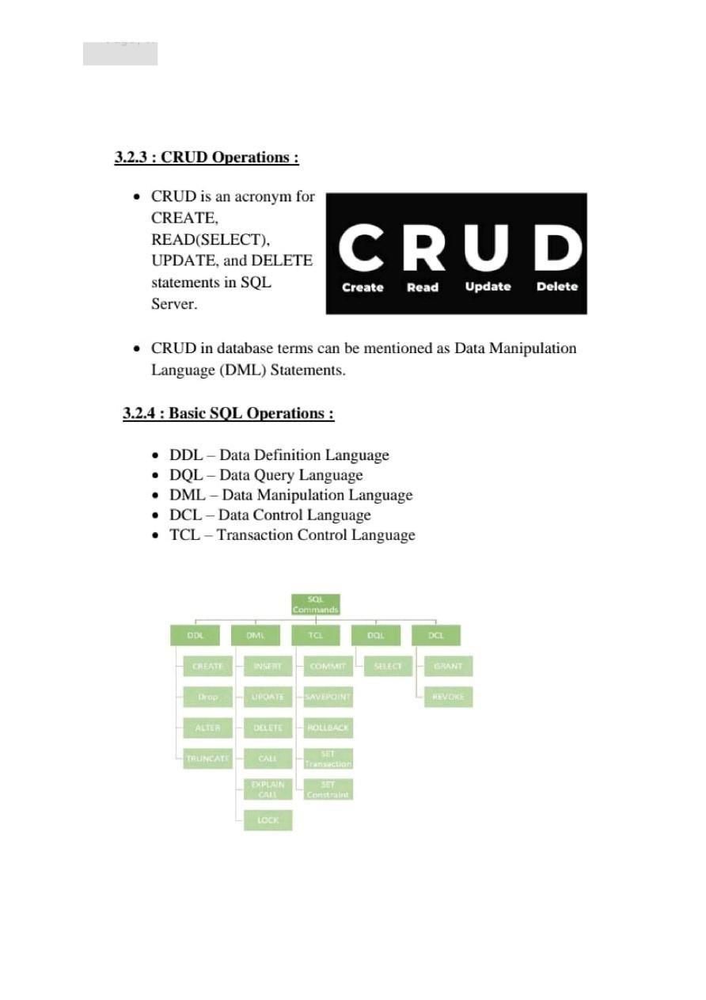 3.2.3 : CRUD Operations :
• CRUD is an acronym for
CREATE,
READ(SELECT),
UPDATE, and DELETE
statements in SQL
Server.
C R U D
Create Read Update Delete
• CRUD in database terms can be mentioned as Data Manipulation
Language (DML) Statements.
3.2.4 : Basic SQL Operations :
• DDL – Data Definition Language
• DQL – Data Query Language
• DML – Data Manipulation Language
• DCL – Data Control Language
• TCL – Transaction Control Language
SQL
Commands
DDL DML TCL DQL DCL
CREATE INSERT COMMIT SELECT GRANT
Drop UPDATE SAVEPOINT REVOKE
ALTER DELETE ROLLBACK
TRUNCATE CALL SET
Transaction
EXPLAIN
CALL SET
Constraint
LOCK